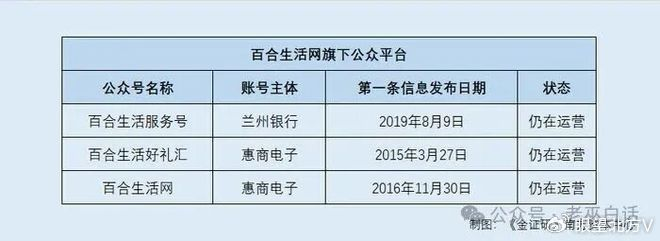 百合生活网旗下公众平台
公众号名称 账号主体 第一条信息发布日期 状态
百合生活服务号 兰州银行 2019年8月9日 仍在运营
百合生活好礼汇 惠商电子 2015年3月27日 仍在运营
百合生活网 惠商电子 2016年11月30日 仍在运营
公众号 老巫白话
制图：《金证研》南